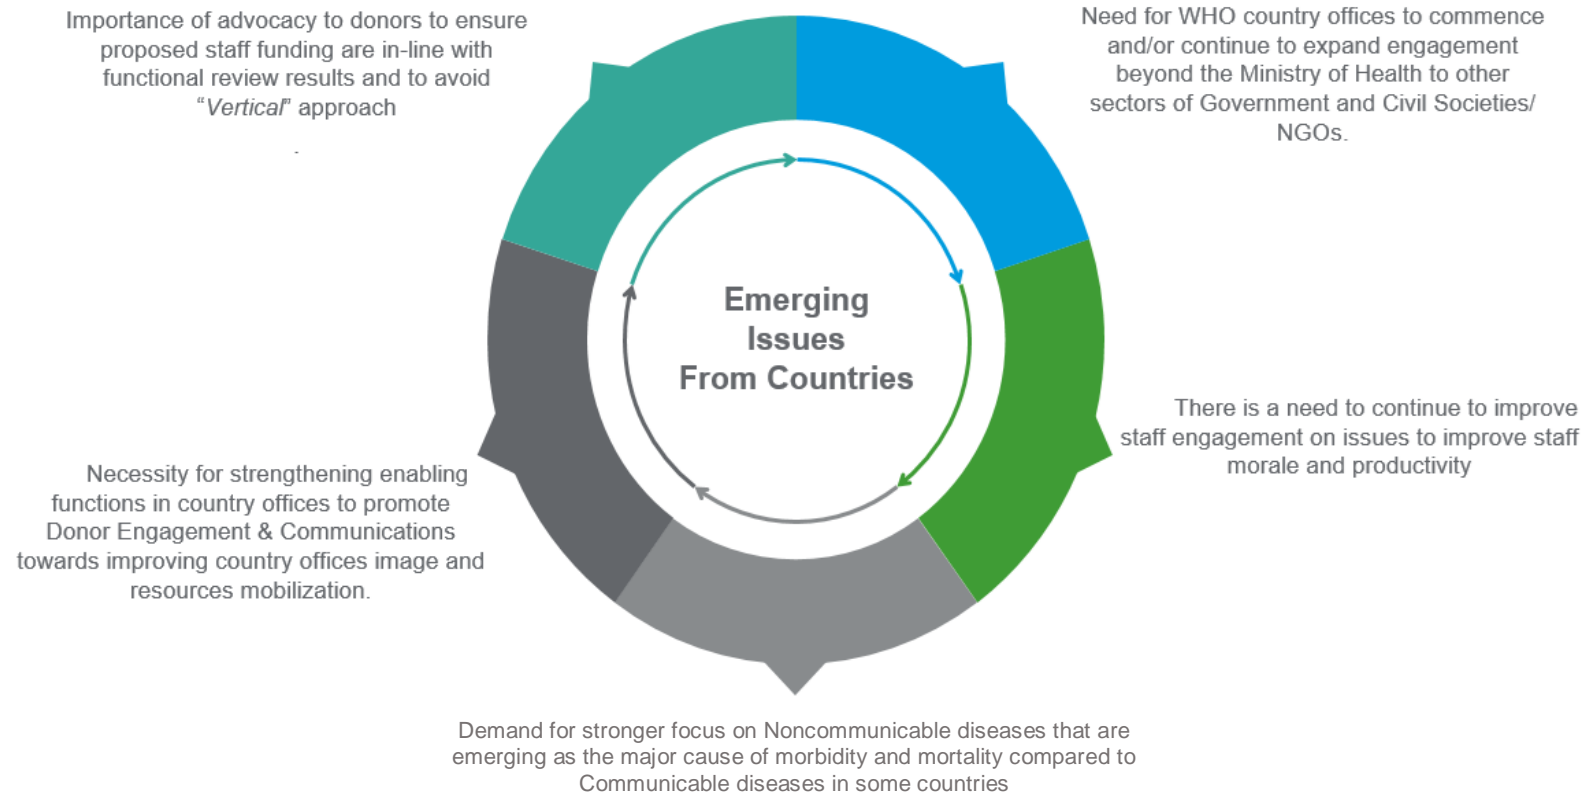 Importance of advocacy to donors to ensure
proposed staff funding are in-line with
functional review results and to avoid
“Vertical” approach
.
Need for WHO country offices to commence
and/or continue to expand engagement
beyond the Ministry of Health to other
sectors of Government and Civil Societies/
NGOs.
Emerging
Issues
From Countries
There is a need to continue to improve
staff engagement on issues to improve staff
morale and productivity
Necessity for strengthening enabling
functions in country offices to promote
Donor Engagement & Communications
towards improving country offices image and
resources mobilization.
Demand for stronger focus on Noncommunicable diseases that are
emerging as the major cause of morbidity and mortality compared to
Communicable diseases in some countries